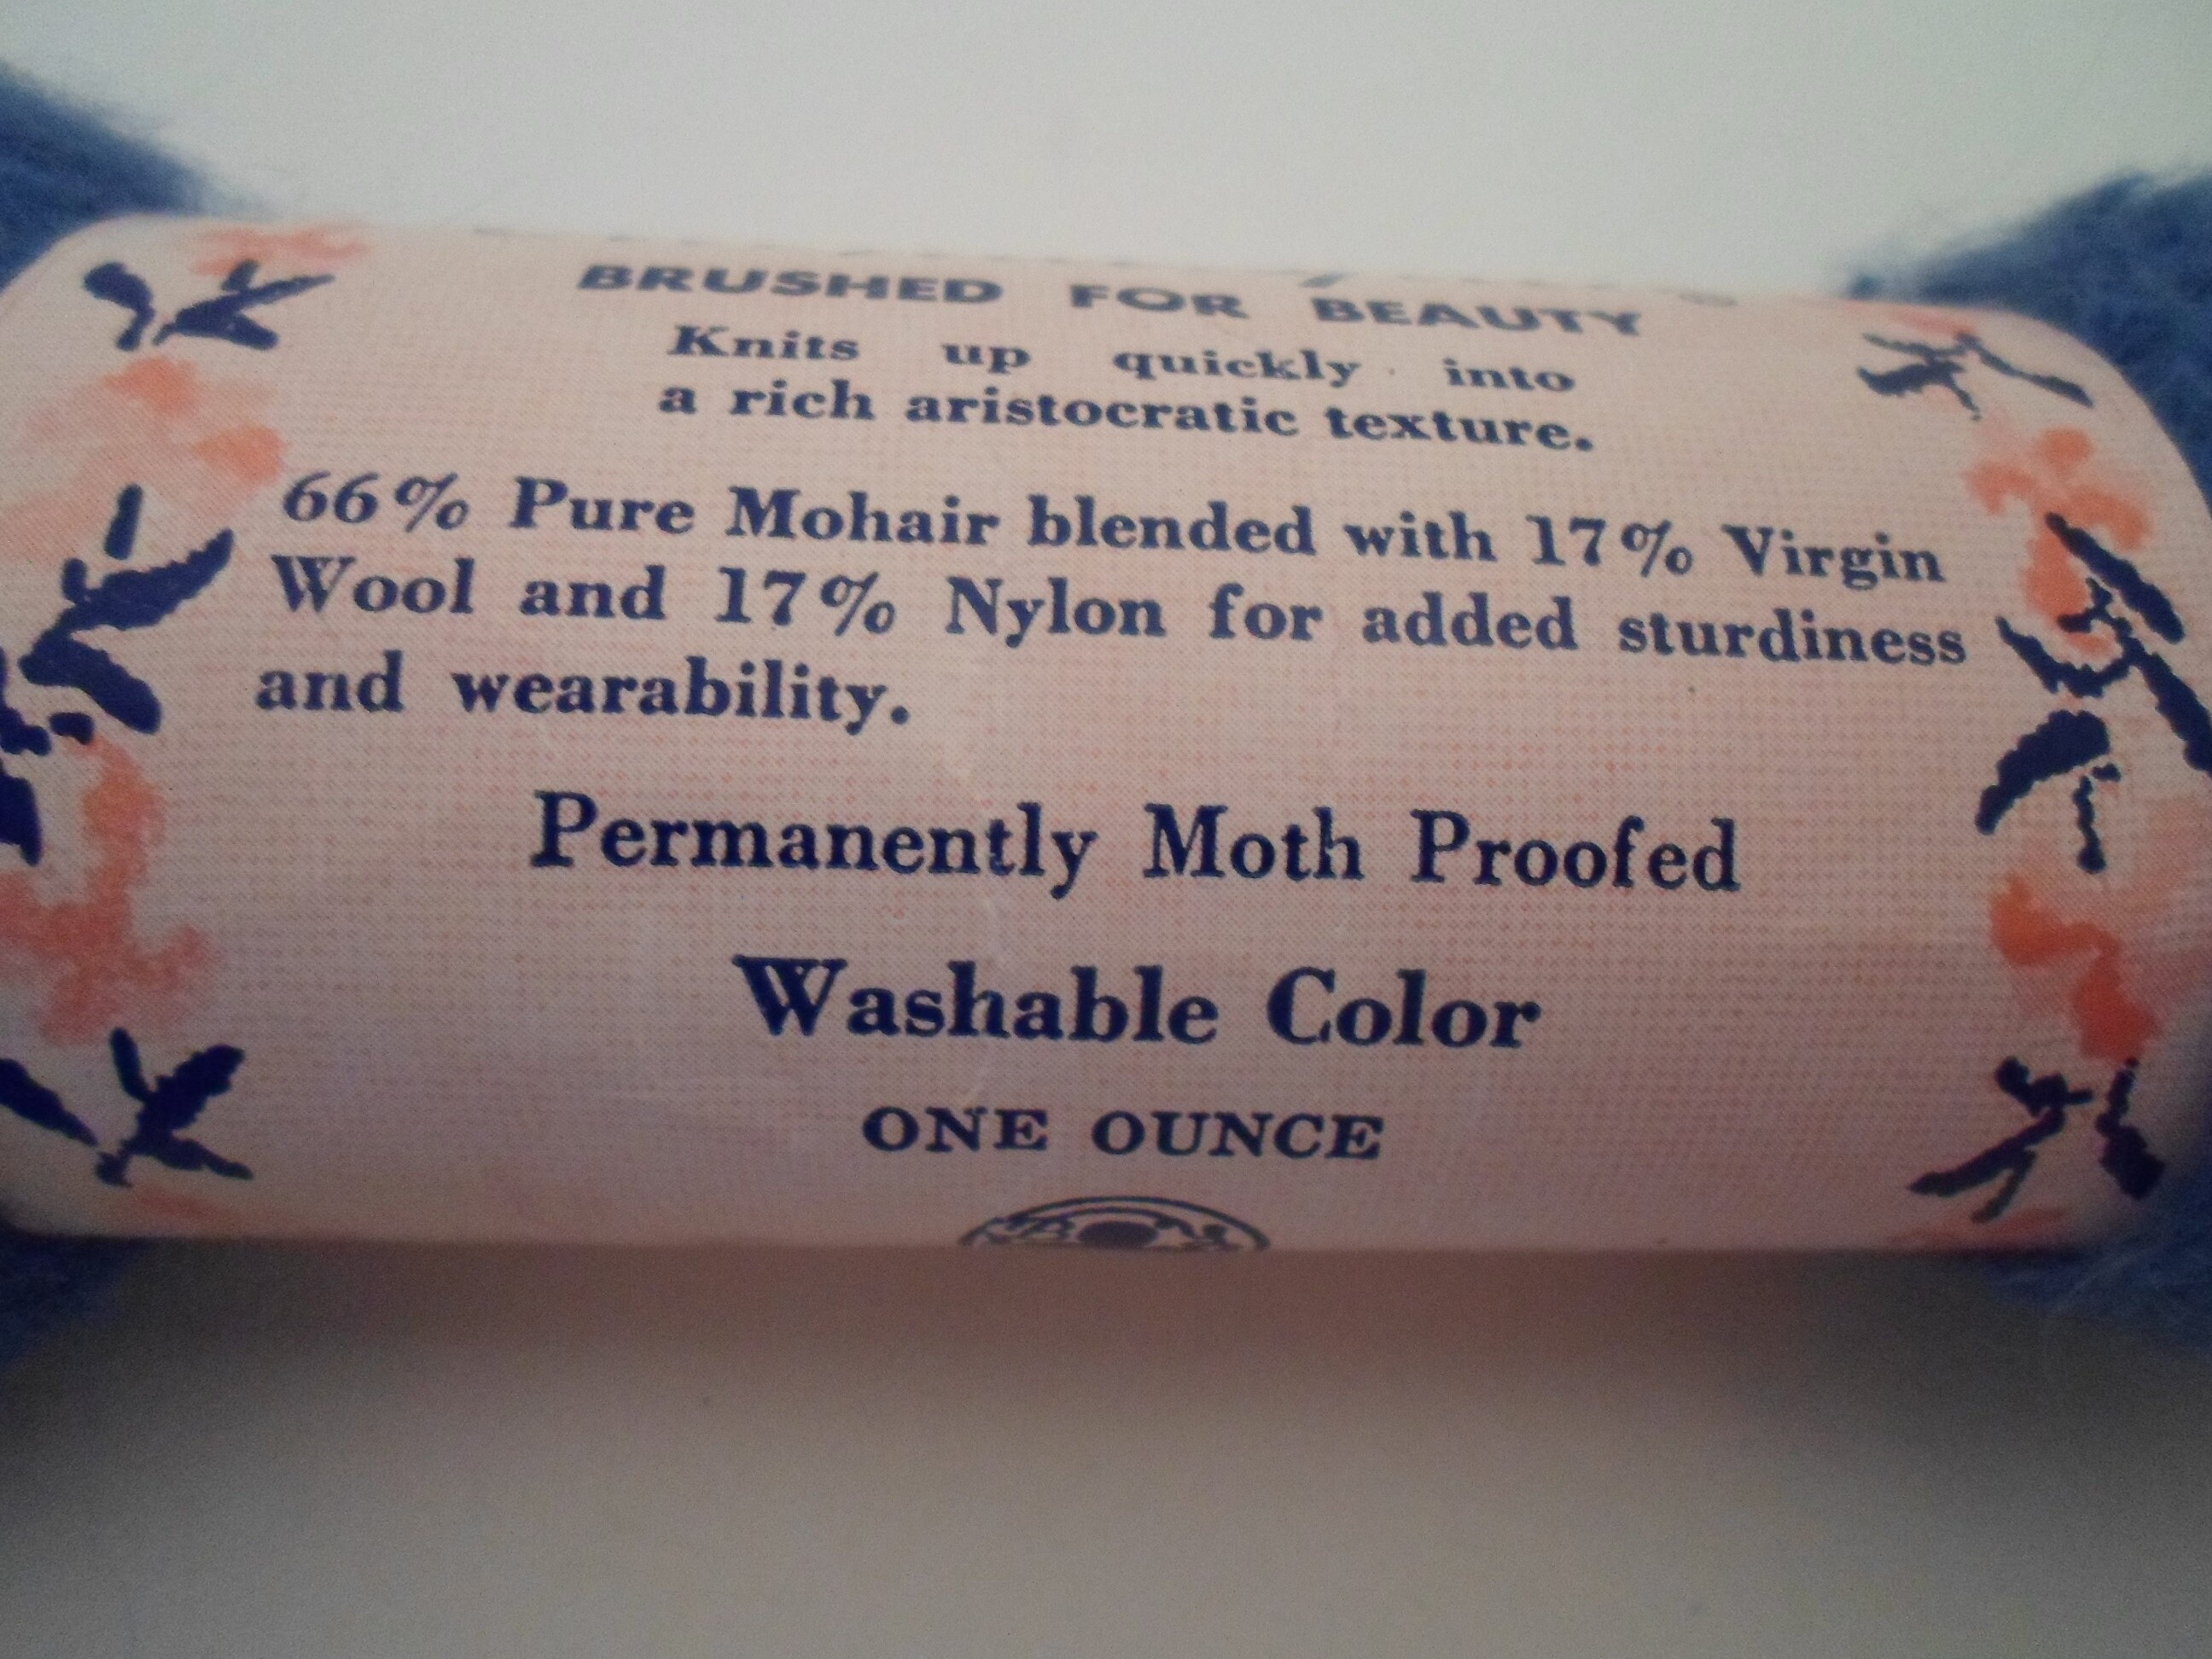 BRUSHED FOR BEAUTY
Knits up quickly into
a rich aristocratic texture.
66% Pure Mohair blended with 17% Virgin
Wool and 17% Nylon for added sturdiness
and wearability.
Permanently Moth Proofed
Washable Color
ONE OUNCE